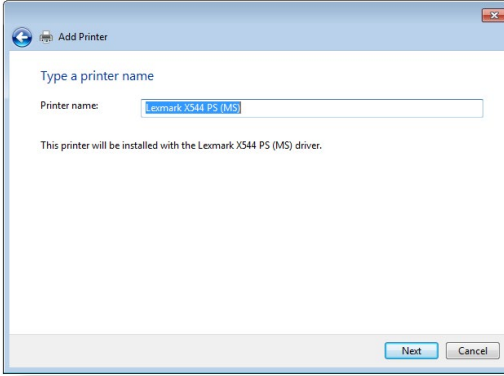 Add Printer
Type a printer name
Printer name: Lexmark X544 PS (MS)
This printer will be installed with the Lexmark X544 PS (MS) driver.
Next Cancel